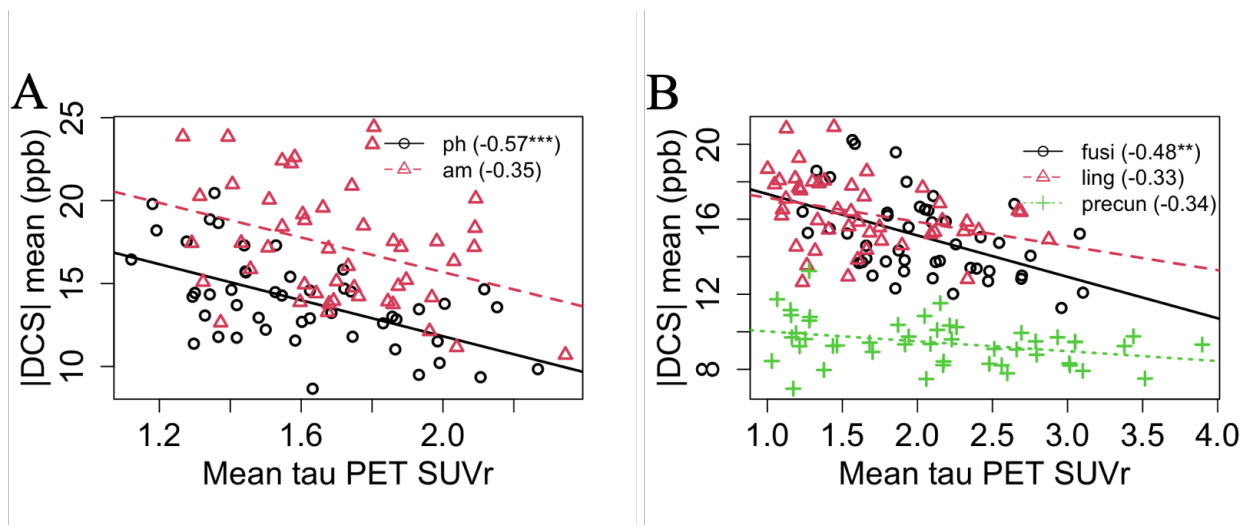 A
|DCS| mean (ppb)
25
20
15
10
ph (-0.57***)
am (-0.35)
1.2
1.6
2.0
Mean tau PET SUVr
B
|DCS| mean (ppb)
20
16
12
8
fusi (-0.48**)
ling (-0.33)
precun (-0.34)
1.0
1.5
2.0
2.5
3.0
3.5
4.0
Mean tau PET SUVr